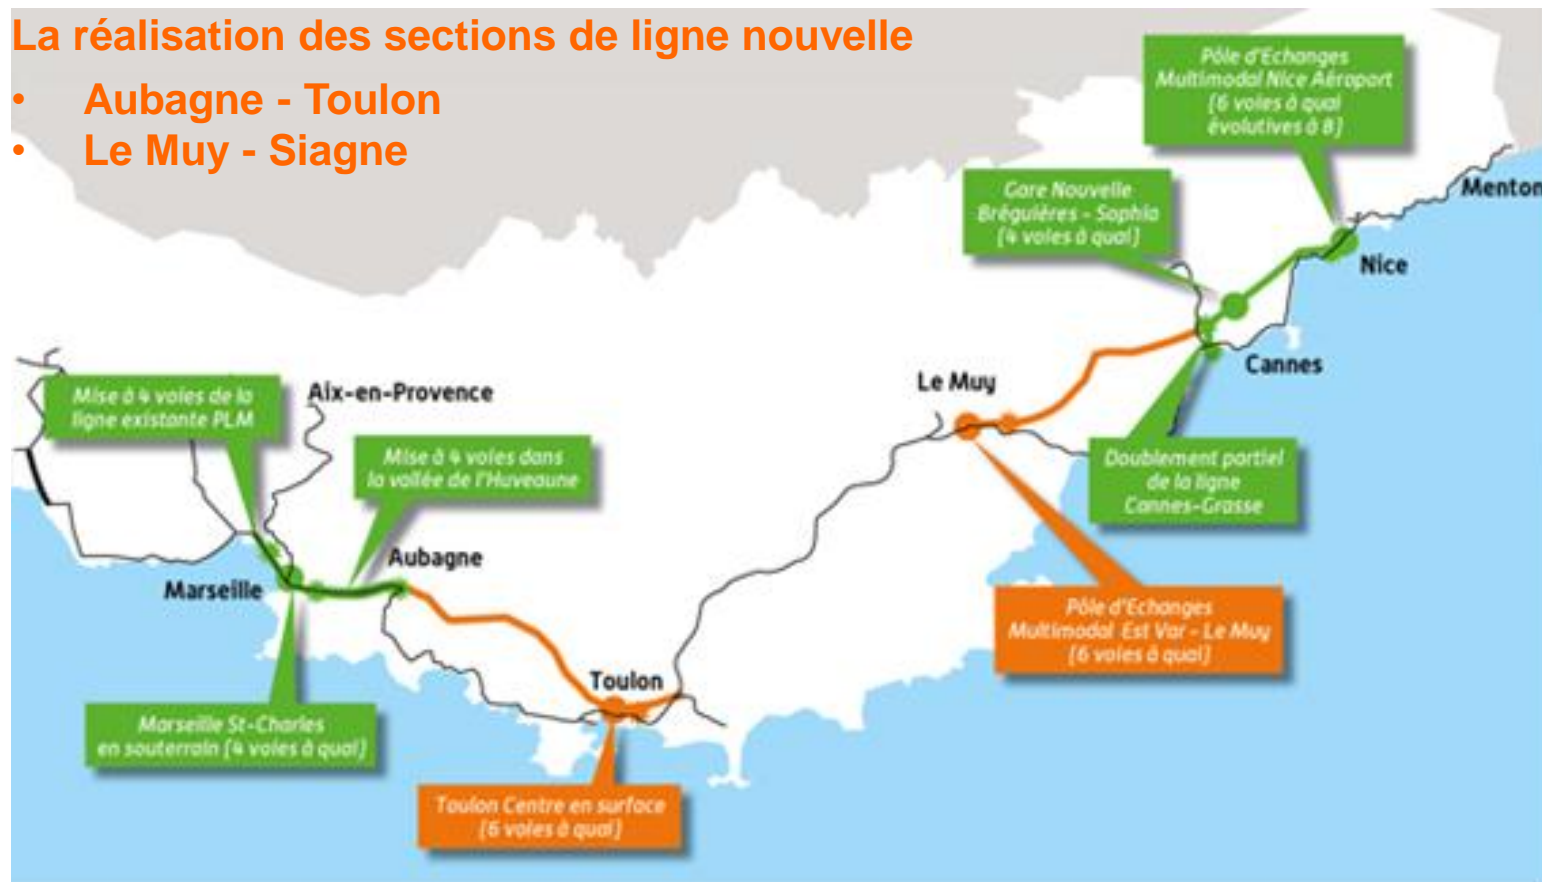 La réalisation des sections de ligne nouvelle
• Aubagne - Toulon
• Le Muy - Siagne
Pôle d'Echanges
Multimodal Nice Aéroport
(6 voies à quai
évolutives à 8)
Menton
Gare Nouvelle
Bréguières - Sophia
(4 voies à quai)
Nice
Cannes
Le Muy
Mise à 4 voies de la
ligne existante PLM
Aix-en-Provence
Mise à 4 voies dans
la vallée de l'Huveaune
Doublement partiel
de la ligne
Cannes-Grasse
Aubagne
Marseille
Pôle d'Echanges
Multimodal Est Var - Le Muy
(6 voies à quai)
Toulon
Marseille St-Charles
en souterrain (4 voies à quai)
Toulon Centre en surface
(6 voies à quai)